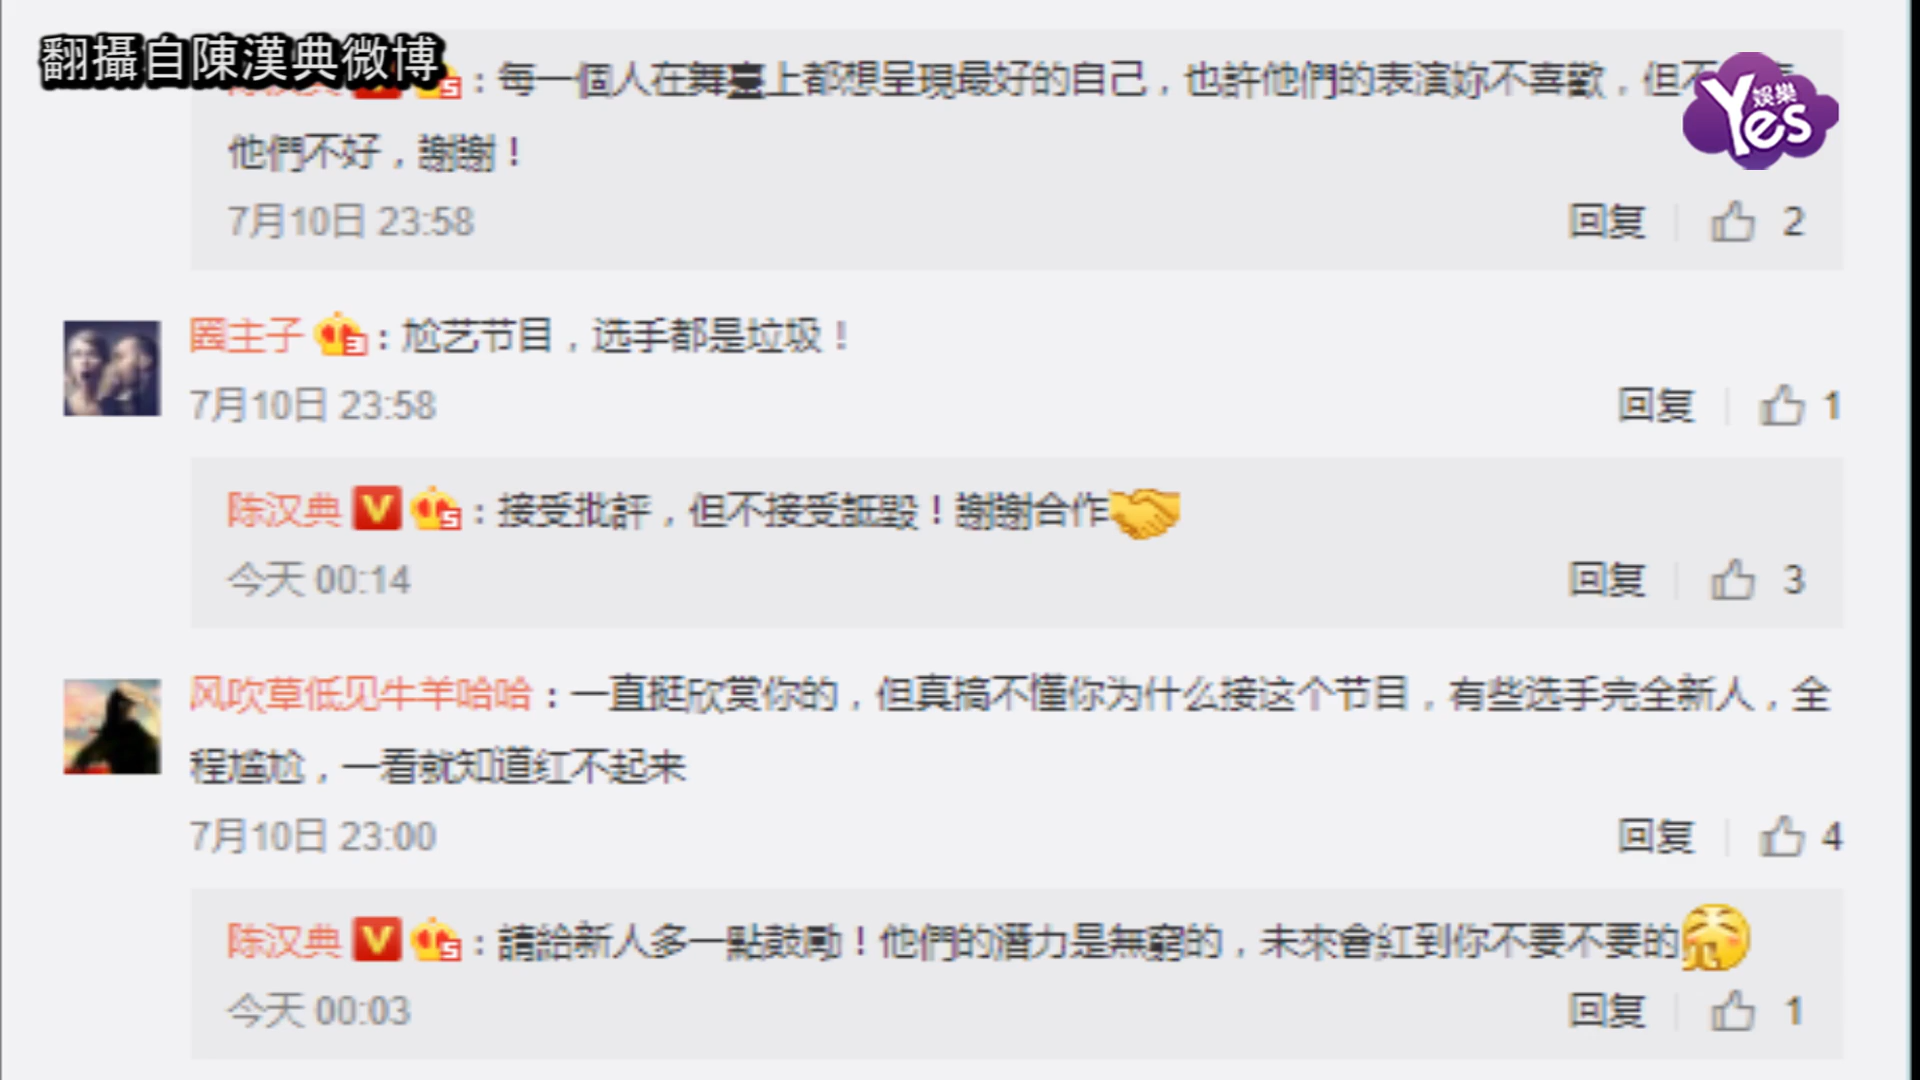 翻攝自陳漢典微博
：每一個人在舞臺上都想呈現最好的自己，也許他們的表演妳不喜歡，但不
Yes 娛樂
他們不好，謝謝！
7月10日 23:58 回复 2
圈主子：尬艺节目，选手都是垃圾！
7月10日 23:58 回复 1
陈汉典 V 5：接受批評，但不接受詆毀！謝謝合作
今天 00:14 回复 3
风吹草低见牛羊哈哈：一直挺欣赏你的，但真搞不懂你为什么接这个节目，有些选手完全新人，全
程尴尬，一看就知道红不起来
7月10日 23:00 回复 4
陈汉典 V 5：請給新人多一點鼓勵！他們的潛力是無窮的，未來會紅到你不要不要的
今天 00:03 回复 1